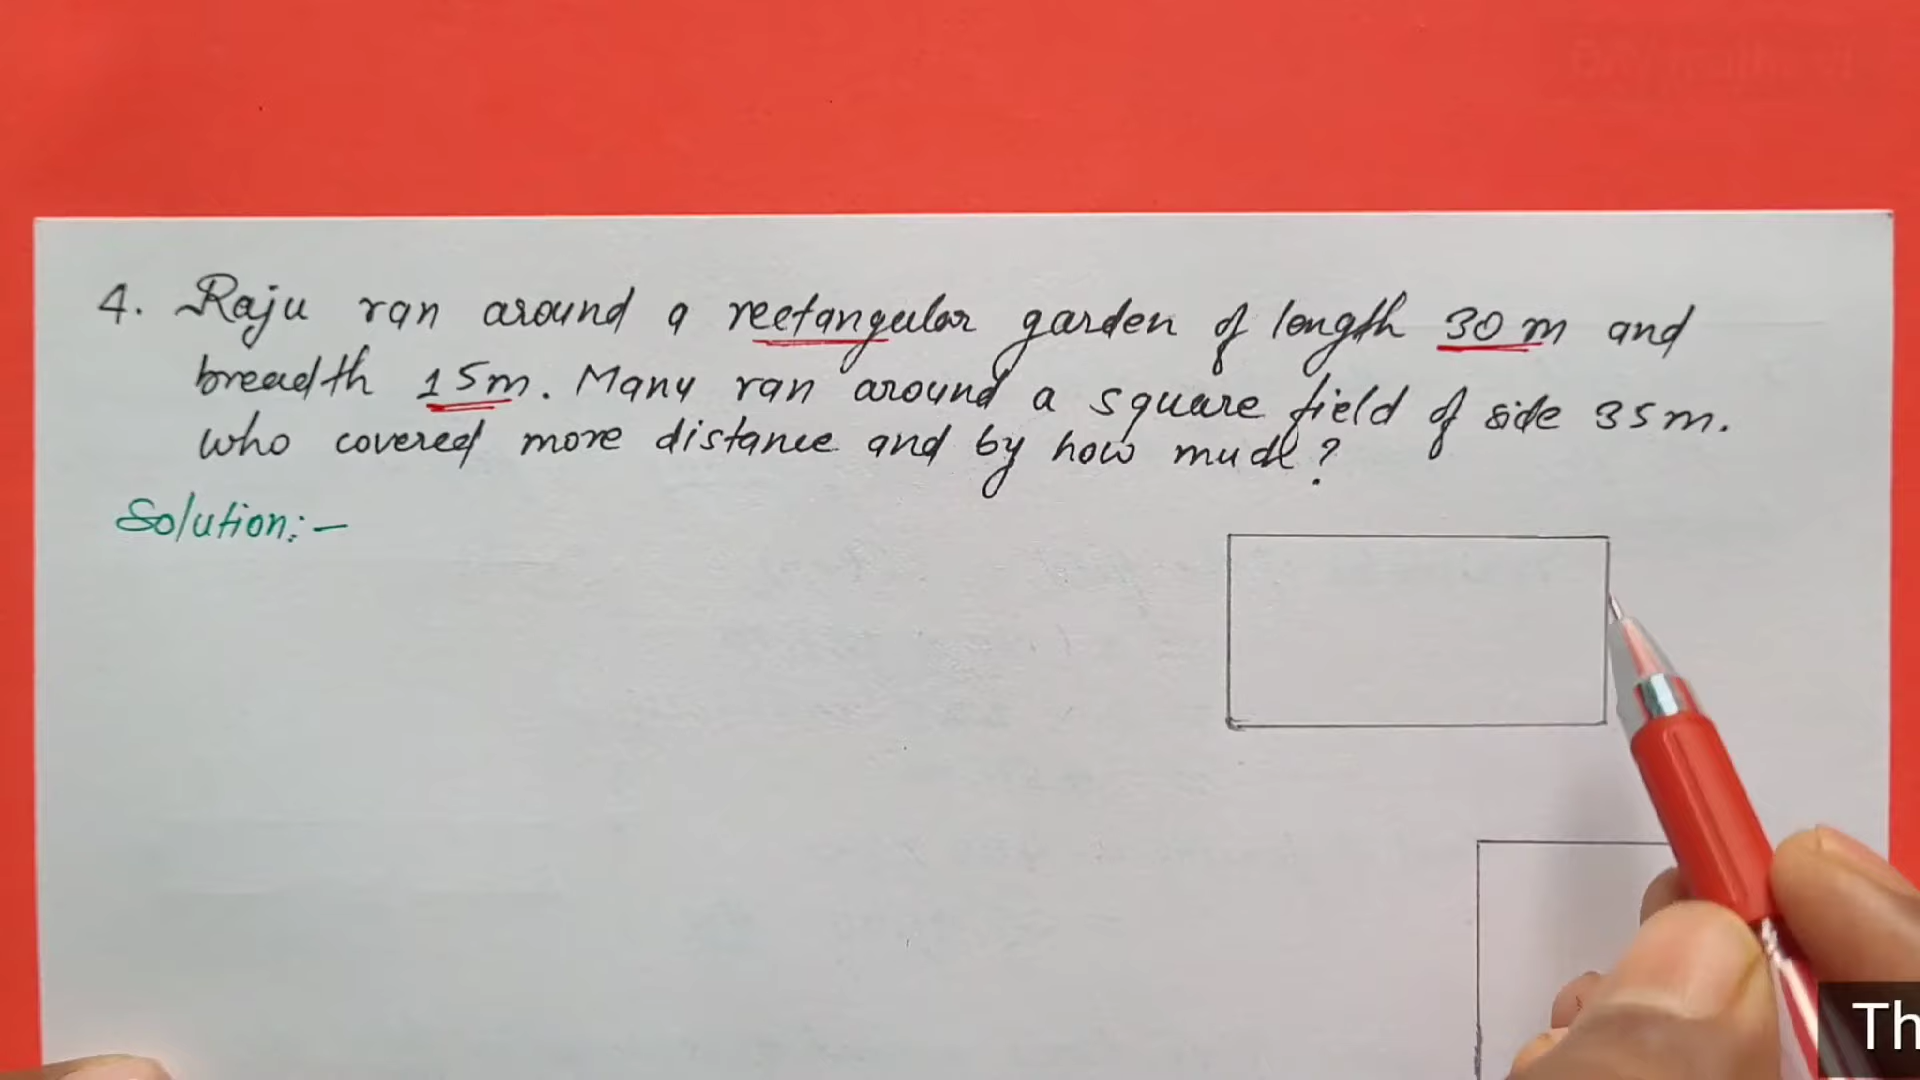 4. Raju ran around a rectangular garden of length 30 m and
breadth 15m. Many ran around a square field of side 35m.
who covered more distance and by how much?
Solution:-
Th